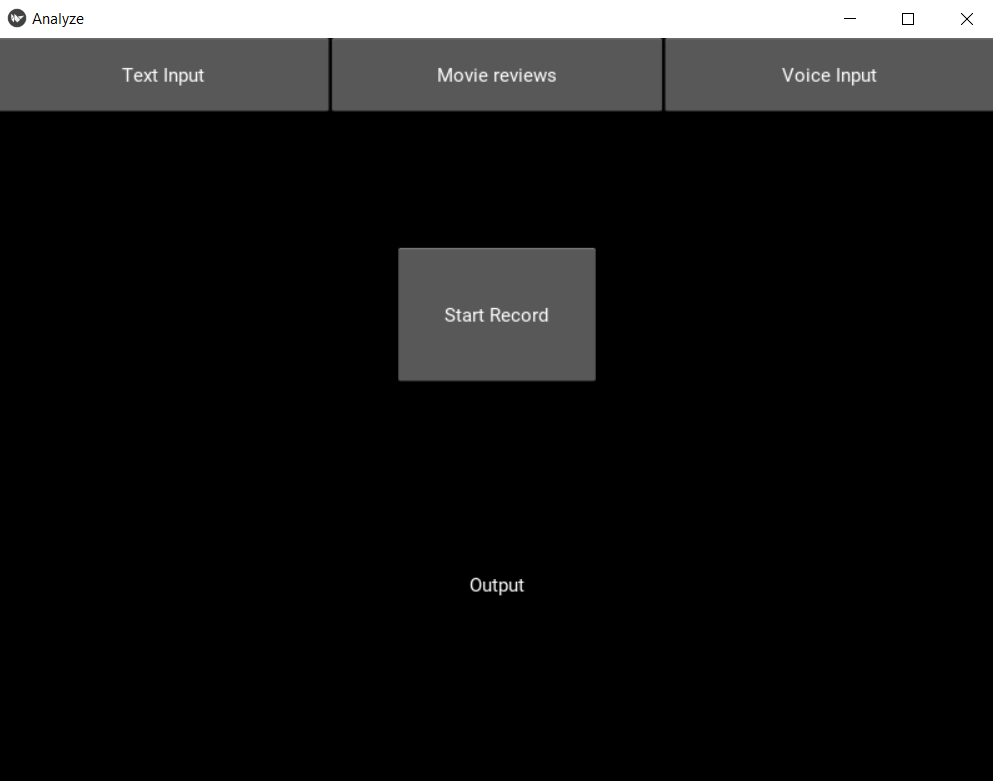 Analyze
Text Input
Movie reviews
Voice Input
Start Record
Output